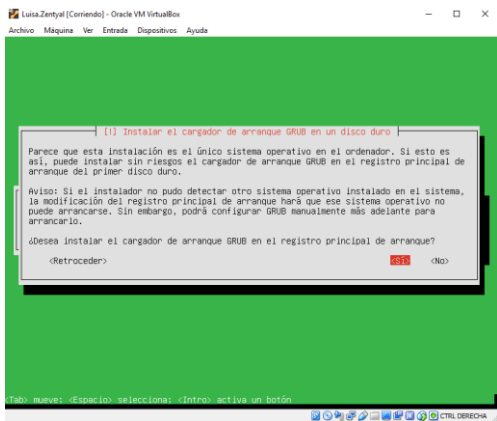 Luisa.Zentyal [Corriendo] - Oracle VM VirtualBox
Archivo Máquina Ver Entrada Dispositivos Ayuda
[!] Instalar el cargador de arranque GRUB en un disco duro
Parece que esta instalación es el único sistema operativo en el ordenador. Si esto es
así, puede instalar sin riesgos el cargador de arranque GRUB en el registro principal de
arranque del primer disco duro.
Aviso: Si el instalador no pudo detectar otro sistema operativo instalado en el sistema,
la modificación del registro principal de arranque hará que ese sistema operativo no
puede arrancarse. Sin embargo, podrá configurar GRUB manualmente más adelante para
arrancarlo.
¿Desea instalar el cargador de arranque GRUB en el registro principal de arranque?
<Retroceder> <Sí> <No>
<Tab> mueve; <Espacio> selecciona; <Intro> activa un botón
CTRL DERECHA